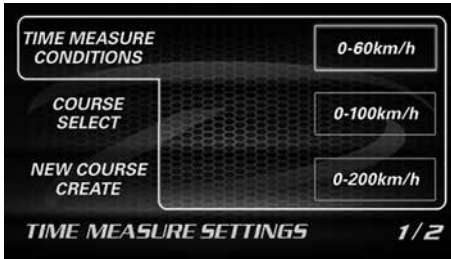 TIME MEASURE
CONDITIONS
0-60km/h
COURSE
SELECT
0-100km/h
NEW COURSE
CREATE
0-200km/h
TIME MEASURE SETTINGS 1/2